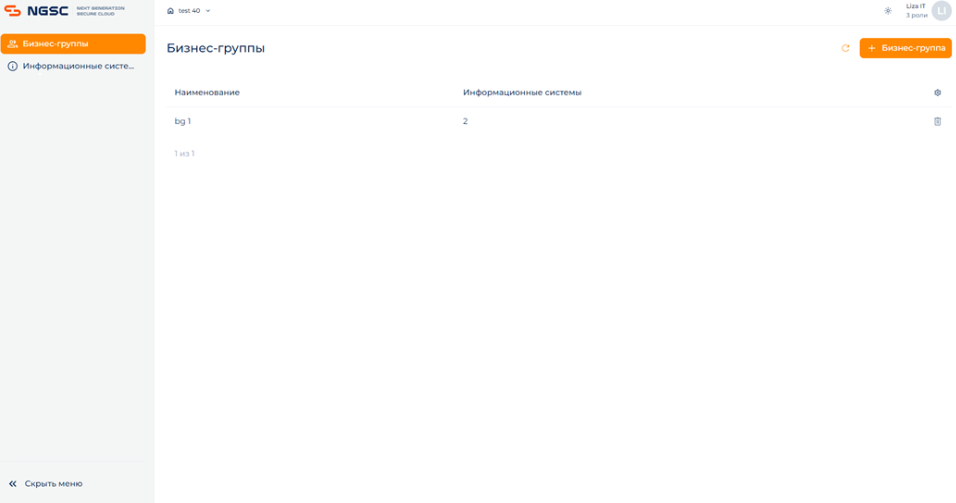 NGSC NEXT GENERATION
SECURE CLOUD
test 40
Liza IT
3 роли
LI
Бизнес-группы
Информационные систе...
Бизнес-группы
+ Бизнес-группа
Наименование Информационные системы
bg 1 2
1 из 1
Скрыть меню